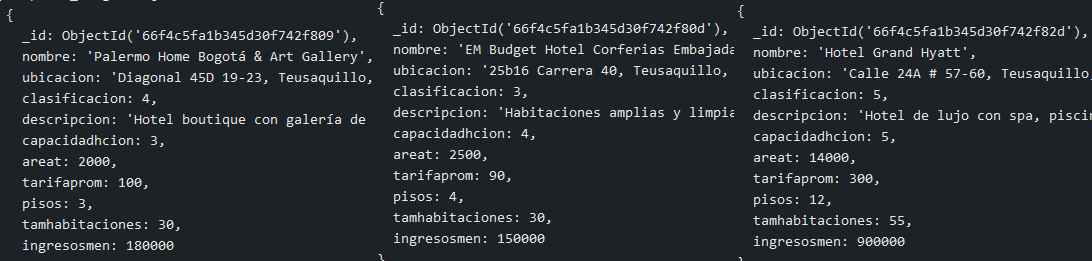 {
_id: ObjectId('66f4c5fa1b345d30f742f809'),
nombre: 'Palermo Home Bogotá & Art Gallery',
ubicacion: 'Diagonal 45D 19-23, Teusaquillo,
clasificacion: 4,
descripcion: 'Hotel boutique con galería de
capacidadhcion: 3,
areat: 2000,
tarifaprom: 100,
pisos: 3,
tamhabitaciones: 30,
ingresosmen: 180000
{
_id: ObjectId('66f4c5fa1b345d30f742f80d'),
nombre: 'EM Budget Hotel Corferias Embajada
ubicacion: '25b16 Carrera 40, Teusaquillo,
clasificacion: 3,
descripcion: 'Habitaciones amplias y limpia
capacidadhcion: 4,
areat: 2500,
tarifaprom: 90,
pisos: 4,
tamhabitaciones: 30,
ingresosmen: 150000
}
{
_id: ObjectId('66f4c5fa1b345d30f742f82d'),
nombre: 'Hotel Grand Hyatt',
ubicacion: 'Calle 24A # 57-60, Teusaquillo,
clasificacion: 5,
descripcion: 'Hotel de lujo con spa, piscin
capacidadhcion: 5,
areat: 14000,
tarifaprom: 300,
pisos: 12,
tamhabitaciones: 55,
ingresosmen: 900000
}